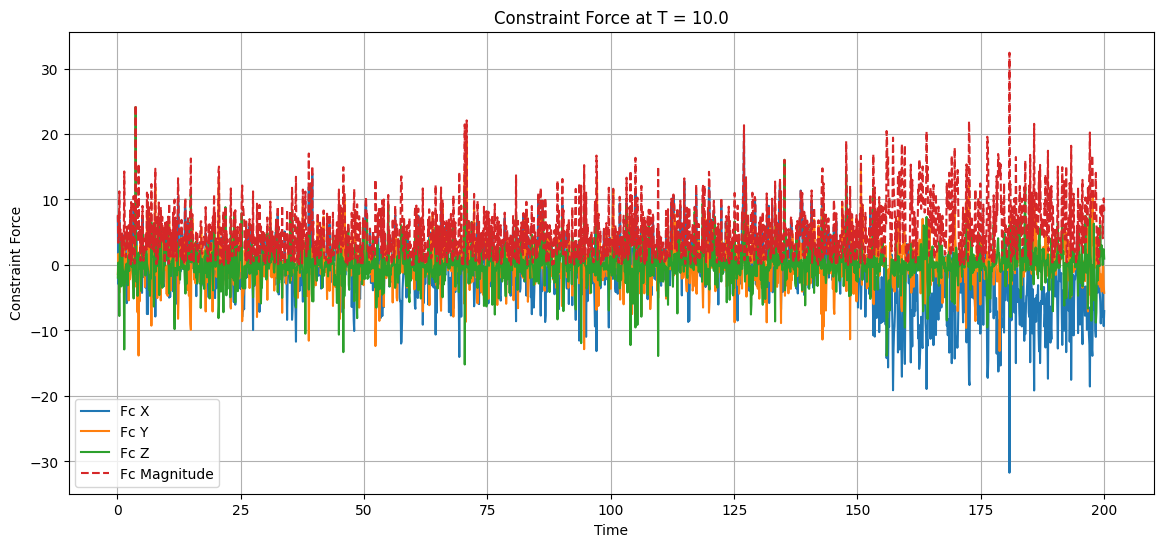 Constraint Force at T = 10.0
Constraint Force
30
20
10
0
−10
−20
−30
Fc X
Fc Y
Fc Z
Fc Magnitude
0 25 50 75 100 125 150 175 200
Time